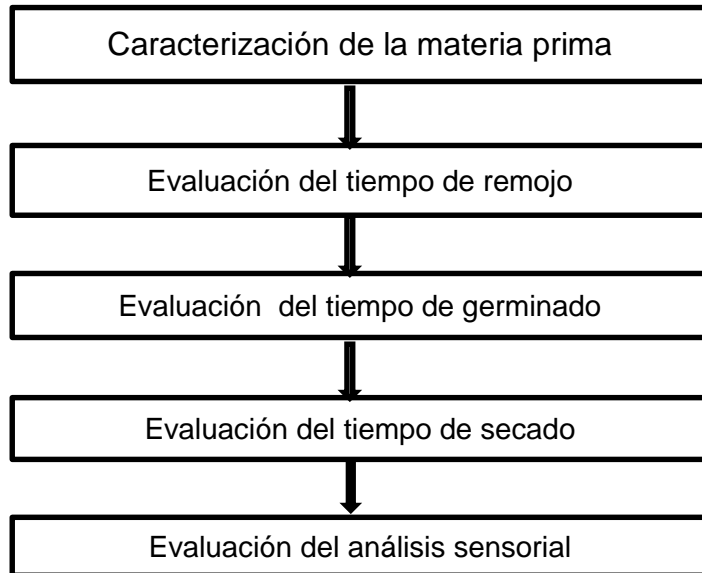 Caracterización de la materia prima
Evaluación del tiempo de remojo
Evaluación  del tiempo de germinado
Evaluación del tiempo de secado
Evaluación del análisis sensorial